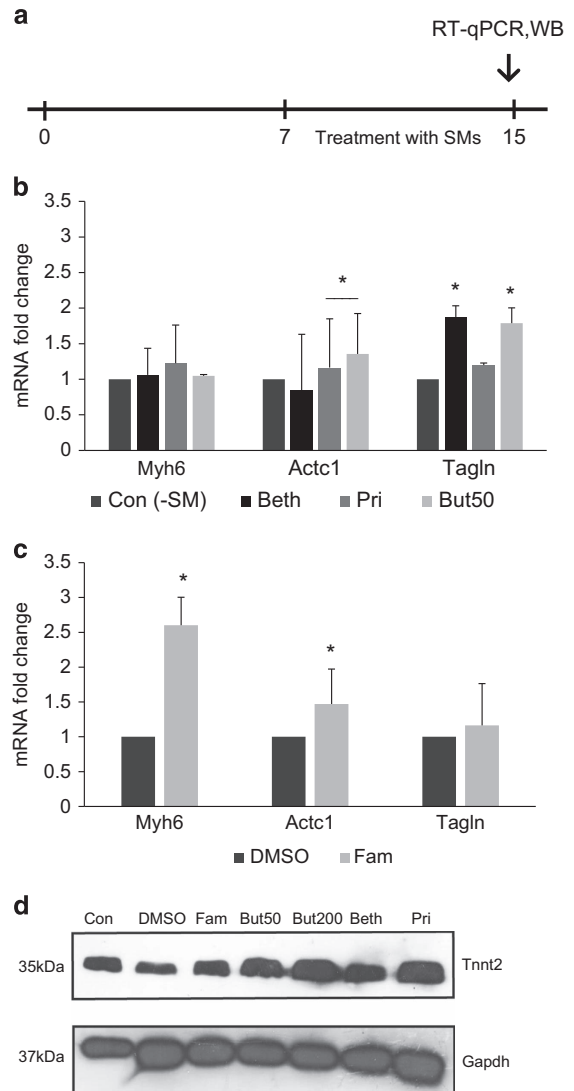 a
RT-qPCR,WB
0 7 Treatment with SMs 15
b
mRNA fold change
3.5
3
2.5
2
1.5
1
0.5
0
* * *
Myh6 Actc1 Tagln
Con (-SM) Beth Pri But50
c
mRNA fold change
3.5
3
2.5
2
1.5
1
0.5
0
* *
Myh6 Actc1 Tagln
DMSO Fam
d
Con DMSO Fam But50 But200 Beth Pri
35kDa Tnnt2
37kDa Gapdh